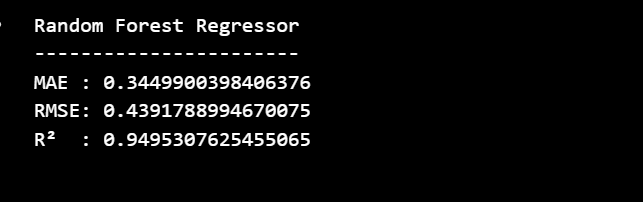 Random Forest Regressor
-----------------------
MAE : 0.3449900398406376
RMSE: 0.4391788994670075
R² : 0.9495307625455065